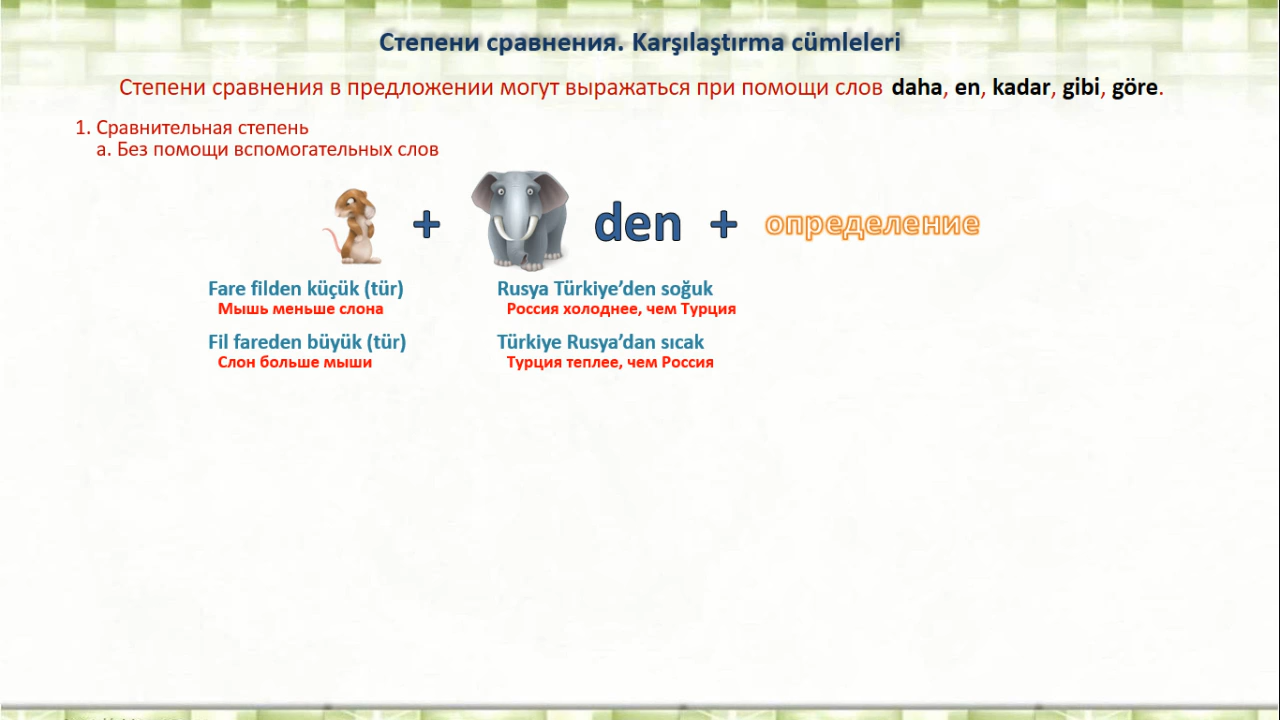 Степени сравнения. Karşılaştırma cümleleri
Степени сравнения в предложении могут выражаться при помощи слов daha, en, kadar, gibi, göre.
1. Сравнительная степень
a. Без помощи вспомогательных слов
+ den + определение
Fare filden küçük (tür)
Мышь меньше слона
Fil fareden büyük (tür)
Слон больше мыши
Rusya Türkiye’den soğuk
Россия холоднее, чем Турция
Türkiye Rusya’dan sıcak
Турция теплее, чем Россия